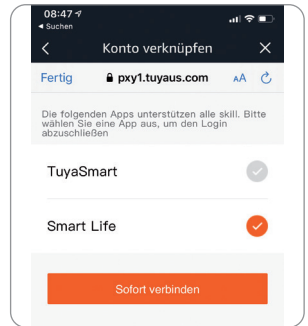 08:47
Suchen
Konto verknüpfen
Fertig pxy1.tuyaus.com AA
Die folgenden Apps unterstützen alle skill. Bitte
wählen Sie eine App aus, um den Login
abzuschließen
TuyaSmart
Smart Life
Sofort verbinden